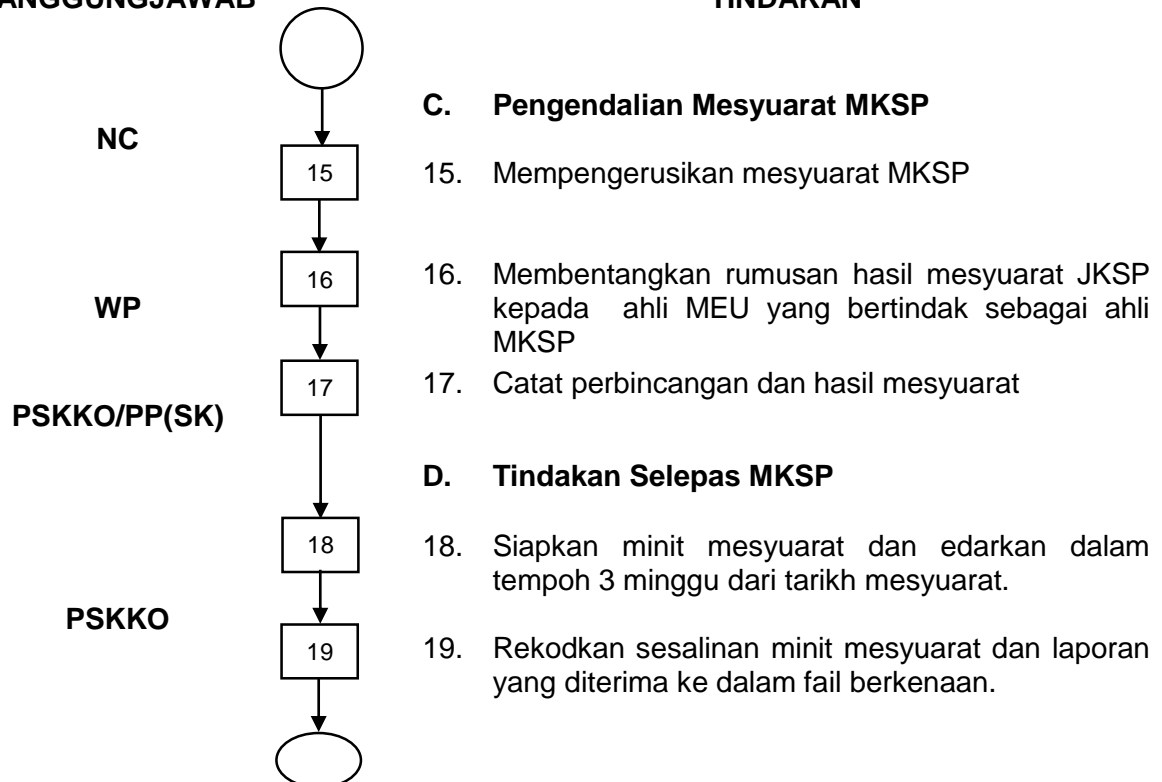 ANGGUNGJAWAB
TINDAKAN
C. Pengendalian Mesyuarat MKSP
NC
15
15. Mempengerusikan mesyuarat MKSP
16
16. Membentangkan rumusan hasil mesyuarat JKSP
kepada ahli MEU yang bertindak sebagai ahli
MKSP
WP
17
17. Catat perbincangan dan hasil mesyuarat
PSKKO/PP(SK)
D. Tindakan Selepas MKSP
18
18. Siapkan minit mesyuarat dan edarkan dalam
tempoh 3 minggu dari tarikh mesyuarat.
PSKKO
19
19. Rekodkan sesalinan minit mesyuarat dan laporan
yang diterima ke dalam fail berkenaan.